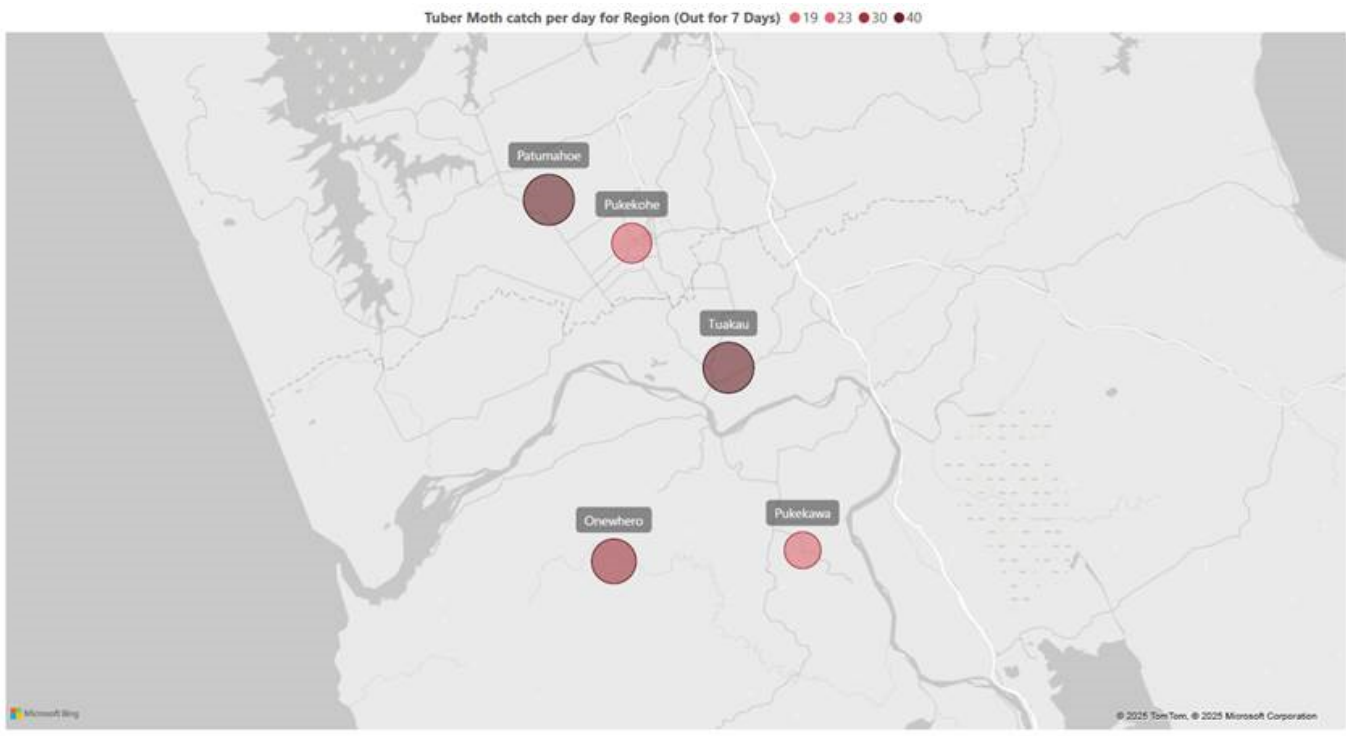 Tuber Moth catch per day for Region (Out for 7 Days) 19 23 30 40
Patumahoe
Pukekohe
Tuakau
Onewhero
Pukekawa
Microsoft Bing
© 2025 TomTom, © 2025 Microsoft Corporation